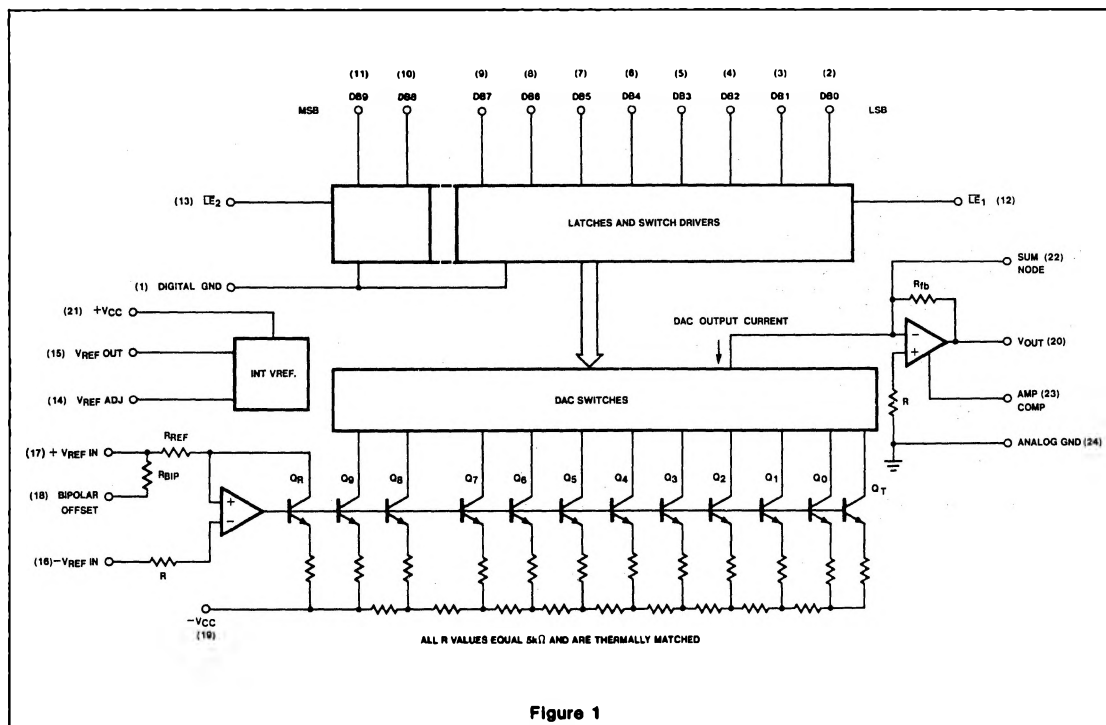 (11) (10) (9) (8) (7) (6) (5) (4) (3) (2)
MSB DB9 DB8 DB7 DB6 DB5 DB4 DB3 DB2 DB1 DB0 LSB
(13) L̅E̅2 LATCHES AND SWITCH DRIVERS L̅E̅1 (12)
(1) DIGITAL GND
SUM (22)
NODE
Rfb
(21) +VCC
DAC OUTPUT CURRENT
VOUT (20)
(15) VREF OUT
INT VREF.
(14) VREF ADJ
DAC SWITCHES
R
AMP (23)
COMP
ANALOG GND (24)
(17) + VREF IN RREF
RBIP
(18) BIPOLAR
OFFSET
QR Q9 Q8 Q7 Q6 Q5 Q4 Q3 Q2 Q1 Q0 QT
+
−
(16) −VREF IN R
−VCC
(19)
ALL R VALUES EQUAL 5kΩ AND ARE THERMALLY MATCHED
Figure 1